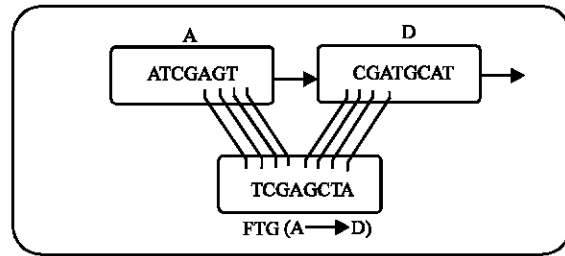 A D
ATCGAGT CGATGCAT
TCGAGCTA
FTG (A → D)